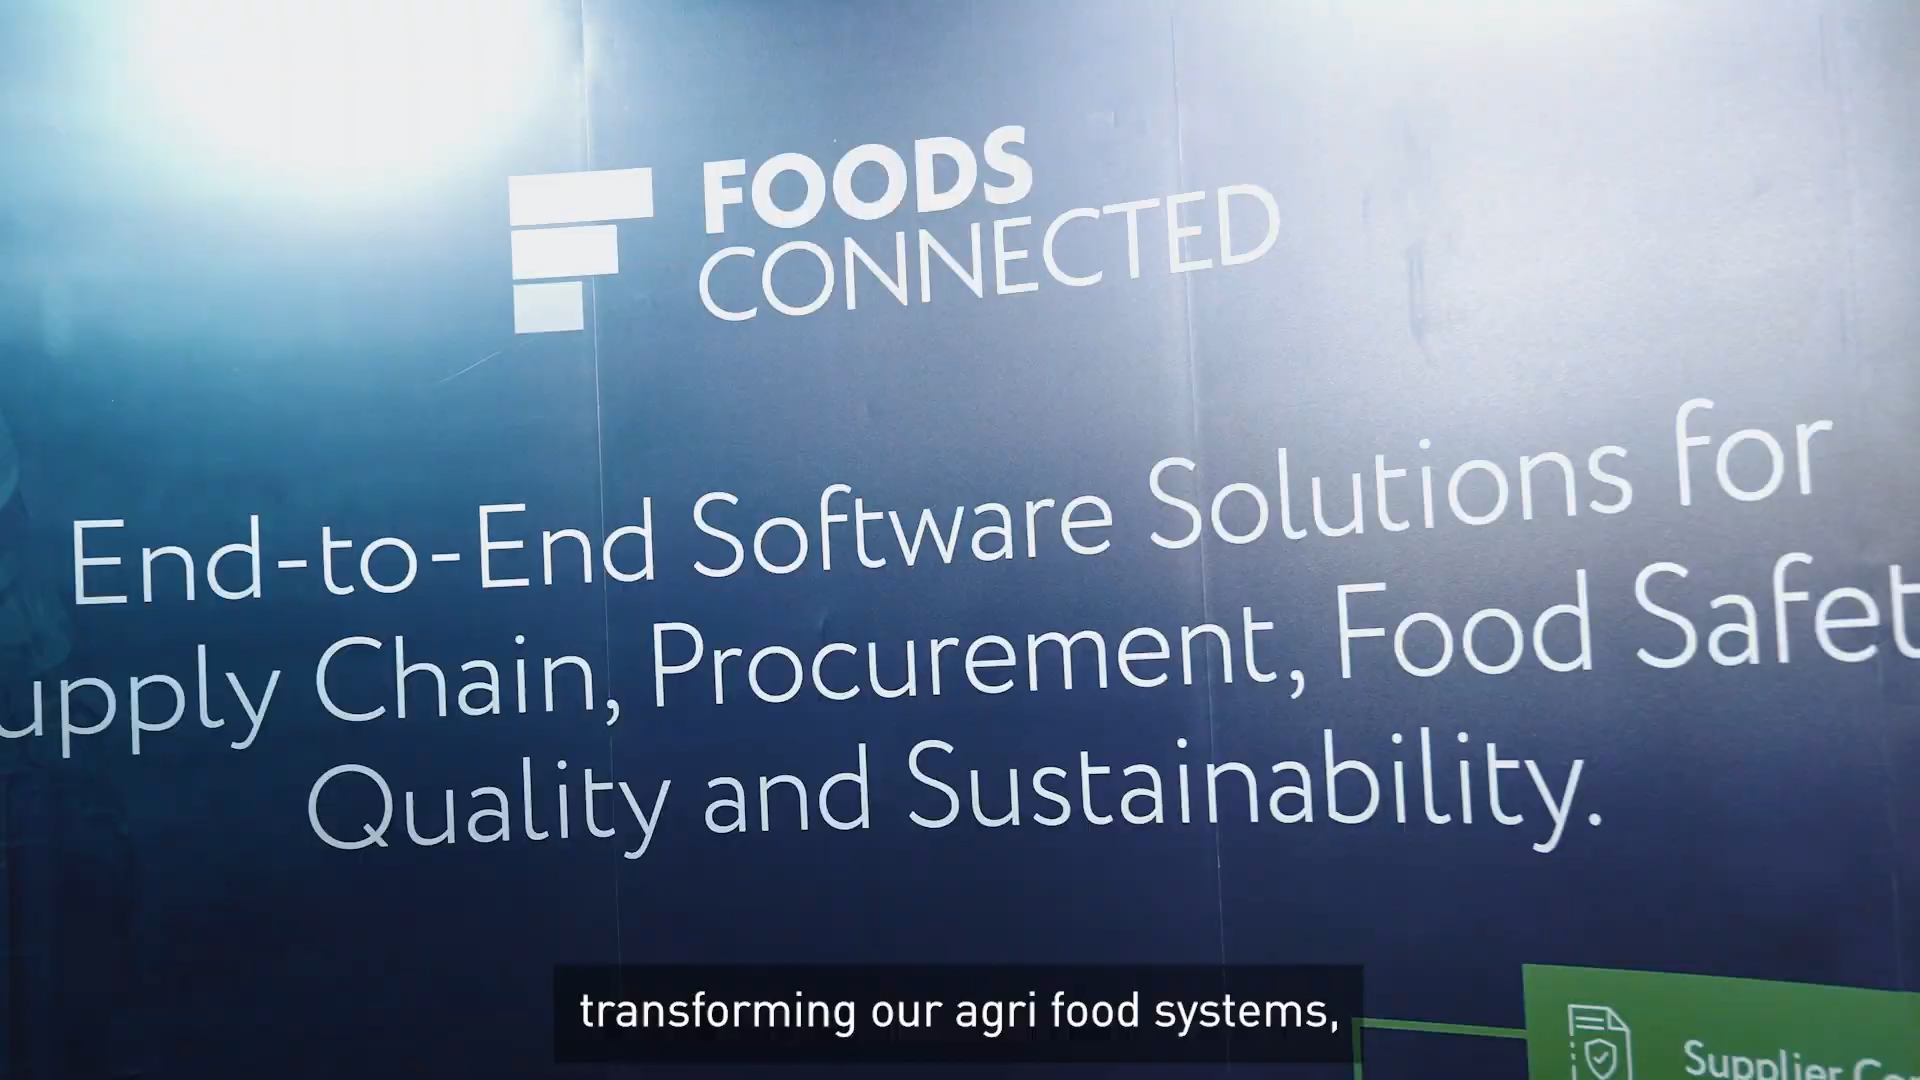 FOODS
CONNECTED
End-to-End Software Solutions for
upply Chain, Procurement, Food Safet
Quality and Sustainability.
transforming our agri food systems,
Supplier